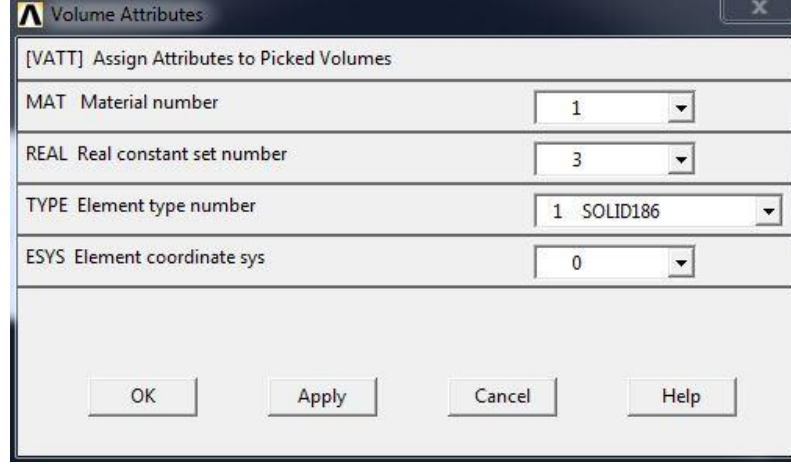 Volume Attributes
[VATT] Assign Attributes to Picked Volumes
MAT Material number 1
REAL Real constant set number 3
TYPE Element type number 1 SOLID186
ESYS Element coordinate sys 0
OK Apply Cancel Help